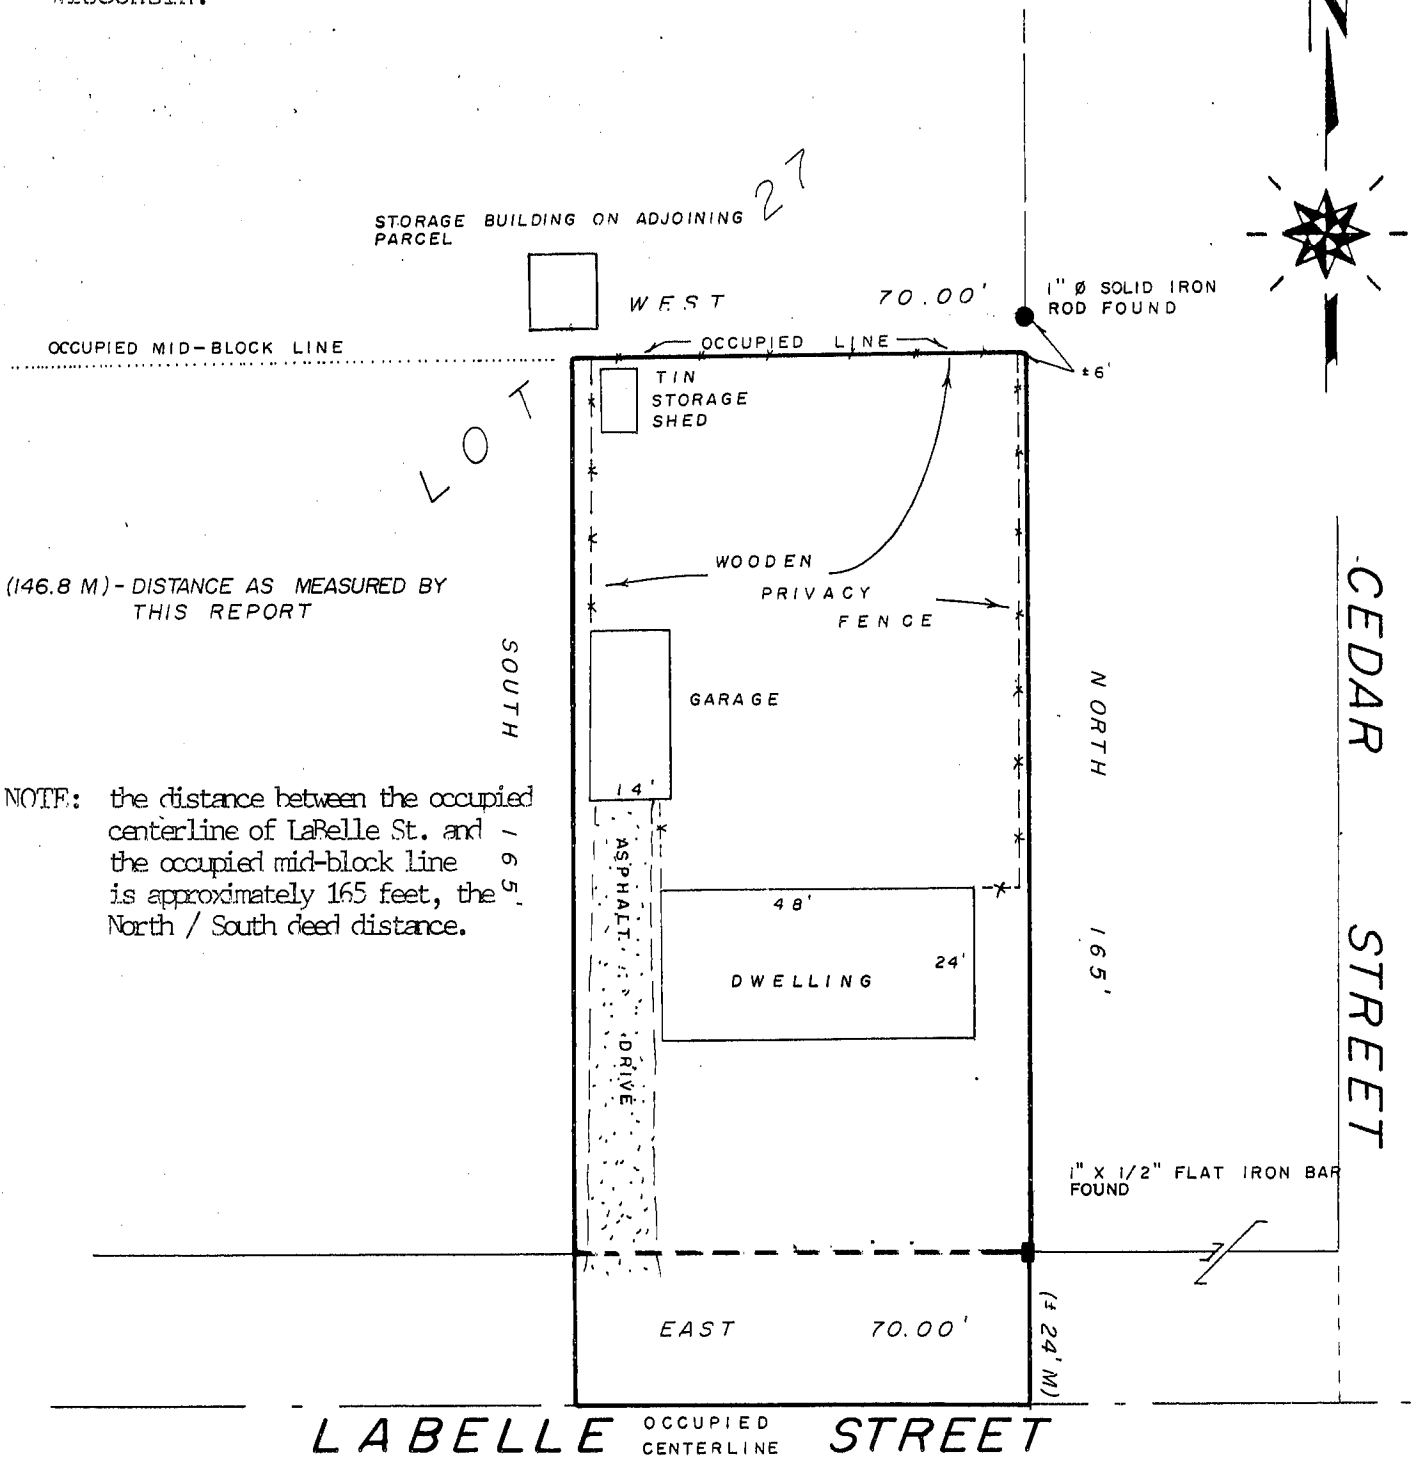 STORAGE BUILDING ON ADJOINING
PARCEL
27
N
WEST 70.00'
1" Ø SOLID IRON
ROD FOUND
OCCUPIED MID-BLOCK LINE
OCCUPIED LINE
±6'
TIN
STORAGE
SHED
LOT
WOODEN
PRIVACY
FENCE
(146.8 M) - DISTANCE AS MEASURED BY
THIS REPORT
SOUTH 165'
GARAGE
14'
NORTH 165'
CEDAR STREET
NOTE: the distance between the occupied
centerline of LaBelle St. and
the occupied mid-block line
is approximately 165 feet, the
North / South deed distance.
ASPHALT DRIVE
48'
24'
DWELLING
1" X 1/2" FLAT IRON BAR
FOUND
EAST 70.00'
(± 24' M)
LABELLE STREET
OCCUPIED
CENTERLINE